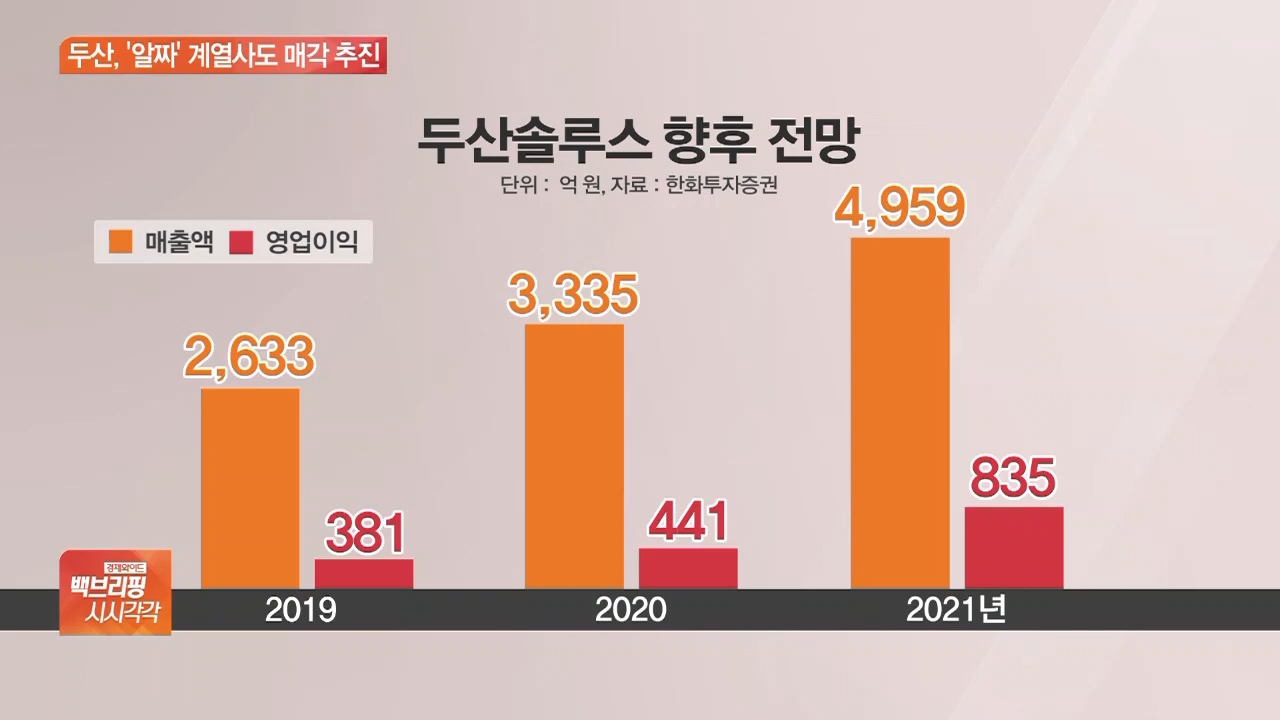 두산, '알짜' 계열사도 매각 추진
두산솔루스 향후 전망
단위 : 억 원, 자료 : 한화투자증권
매출액 영업이익
2,633
381
3,335
441
4,959
835
2019 2020 2021년
경제와이드
백브리핑
시시각각